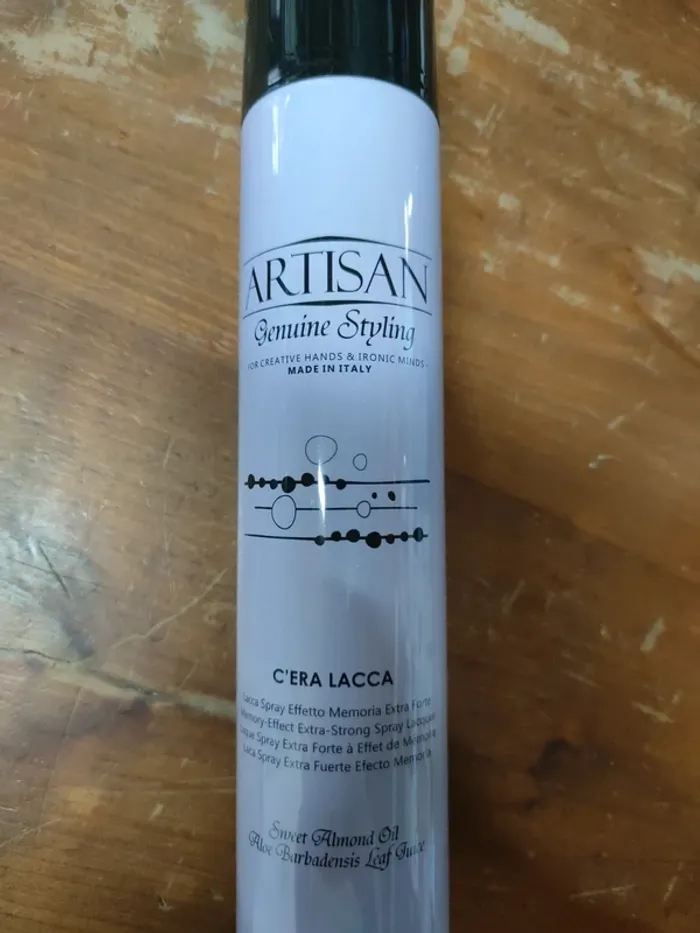 ARTISAN
Genuine Styling
FOR CREATIVE HANDS & IRONIC MINDS -
MADE IN ITALY
C'ERA LACCA
Lacca Spray Effetto Memoria Extra Forte
Memory-Effect Extra-Strong Spray Lacquer
Laque Spray Extra Forte à Effet de Mémoire
Laca Spray Extra Fuerte Efecto Memoria
Sweet Almond Oil
Aloe Barbadensis Leaf Juice